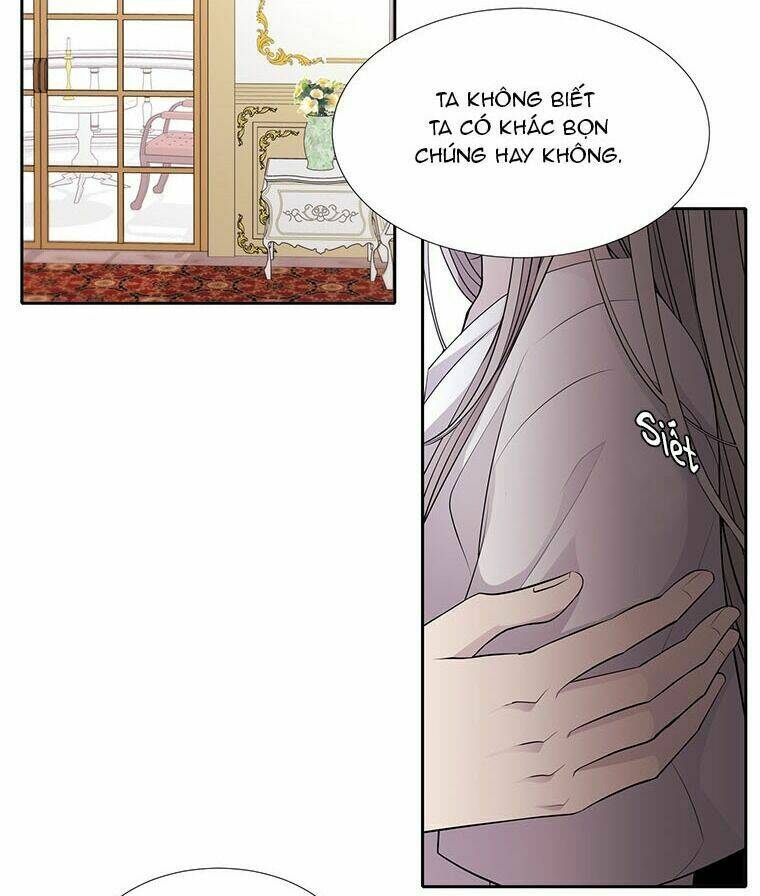 TA KHÔNG BIẾT
TA CÓ KHÁC BỌN
CHÚNG HAY KHÔNG.
Siết